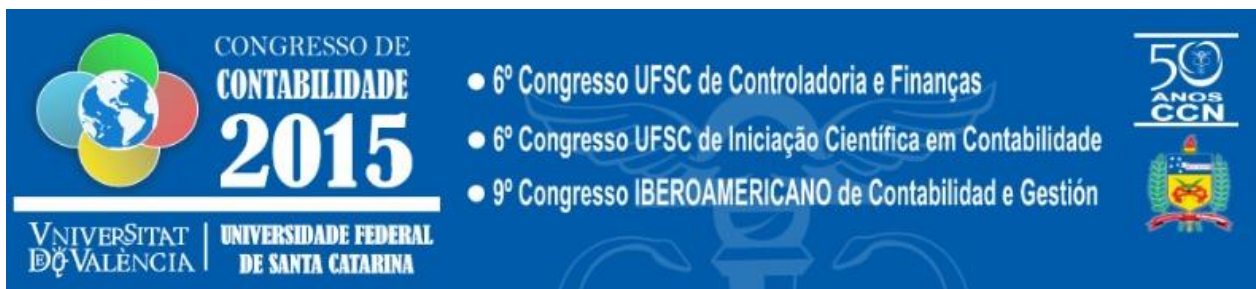 CONGRESSO DE
CONTABILIDADE
2015
VNIVERSITAT
D VALÈNCIA
UNIVERSIDADE FEDERAL
DE SANTA CATARINA
● 6º Congresso UFSC de Controladoria e Finanças
● 6º Congresso UFSC de Iniciação Científica em Contabilidade
● 9º Congresso IBEROAMERICANO de Contabilidad e Gestión
50
ANOS
CCN